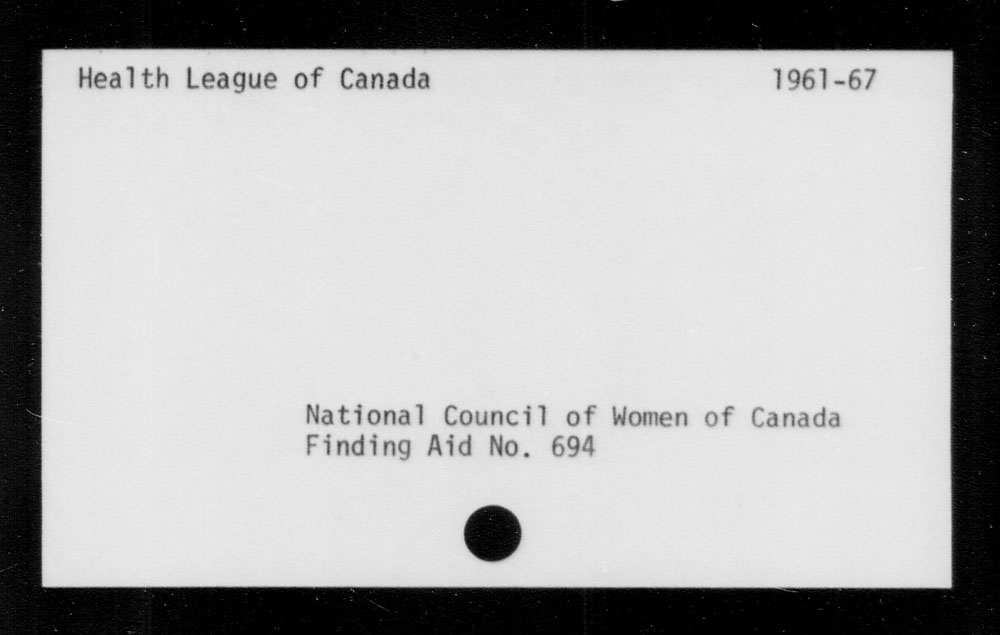 Health League of Canada 1961-67
National Council of Women of Canada
Finding Aid No. 694